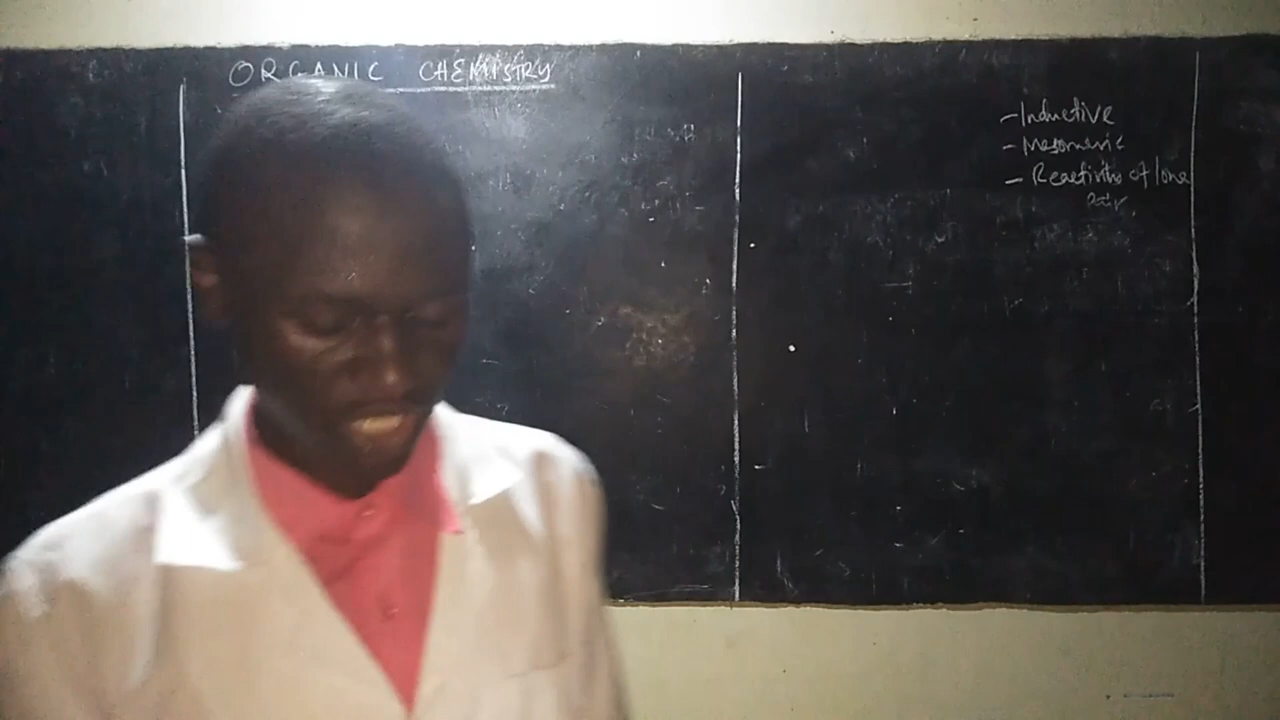 ORGANIC CHEMISTRY
- Inductive
- Mesomeric
- Reactivity of lone
Pair